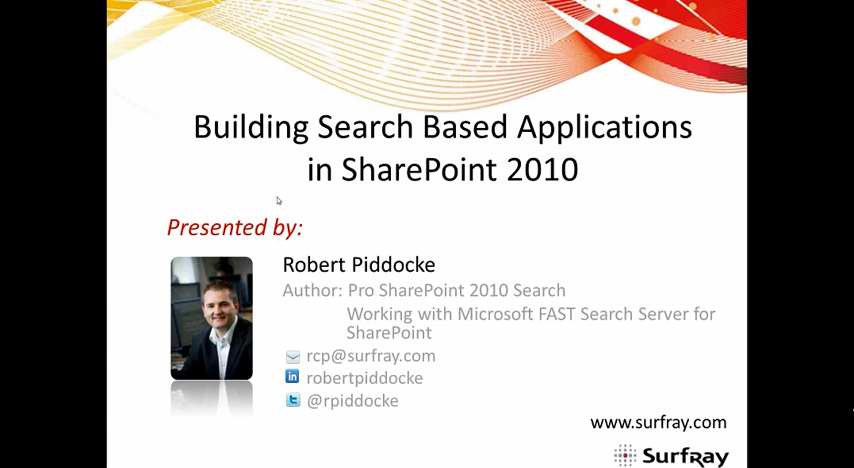 Building Search Based Applications
in SharePoint 2010
Presented by:
Robert Piddocke
Author: Pro SharePoint 2010 Search
Working with Microsoft FAST Search Server for
SharePoint
rcp@surfray.com
in robertpiddocke
t @rpiddocke
www.surfray.com
SurfRay